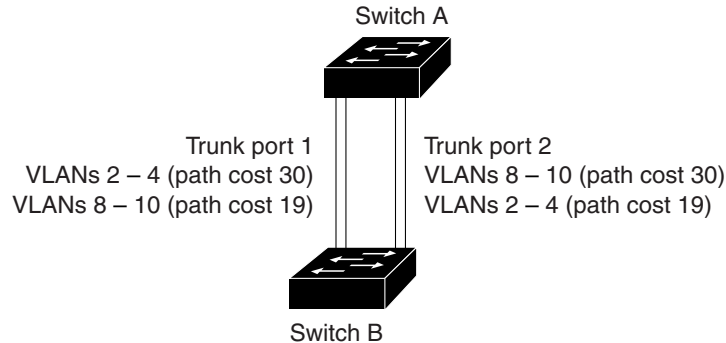 Switch A
Trunk port 1
VLANs 2 – 4 (path cost 30)
VLANs 8 – 10 (path cost 19)
Trunk port 2
VLANs 8 – 10 (path cost 30)
VLANs 2 – 4 (path cost 19)
Switch B